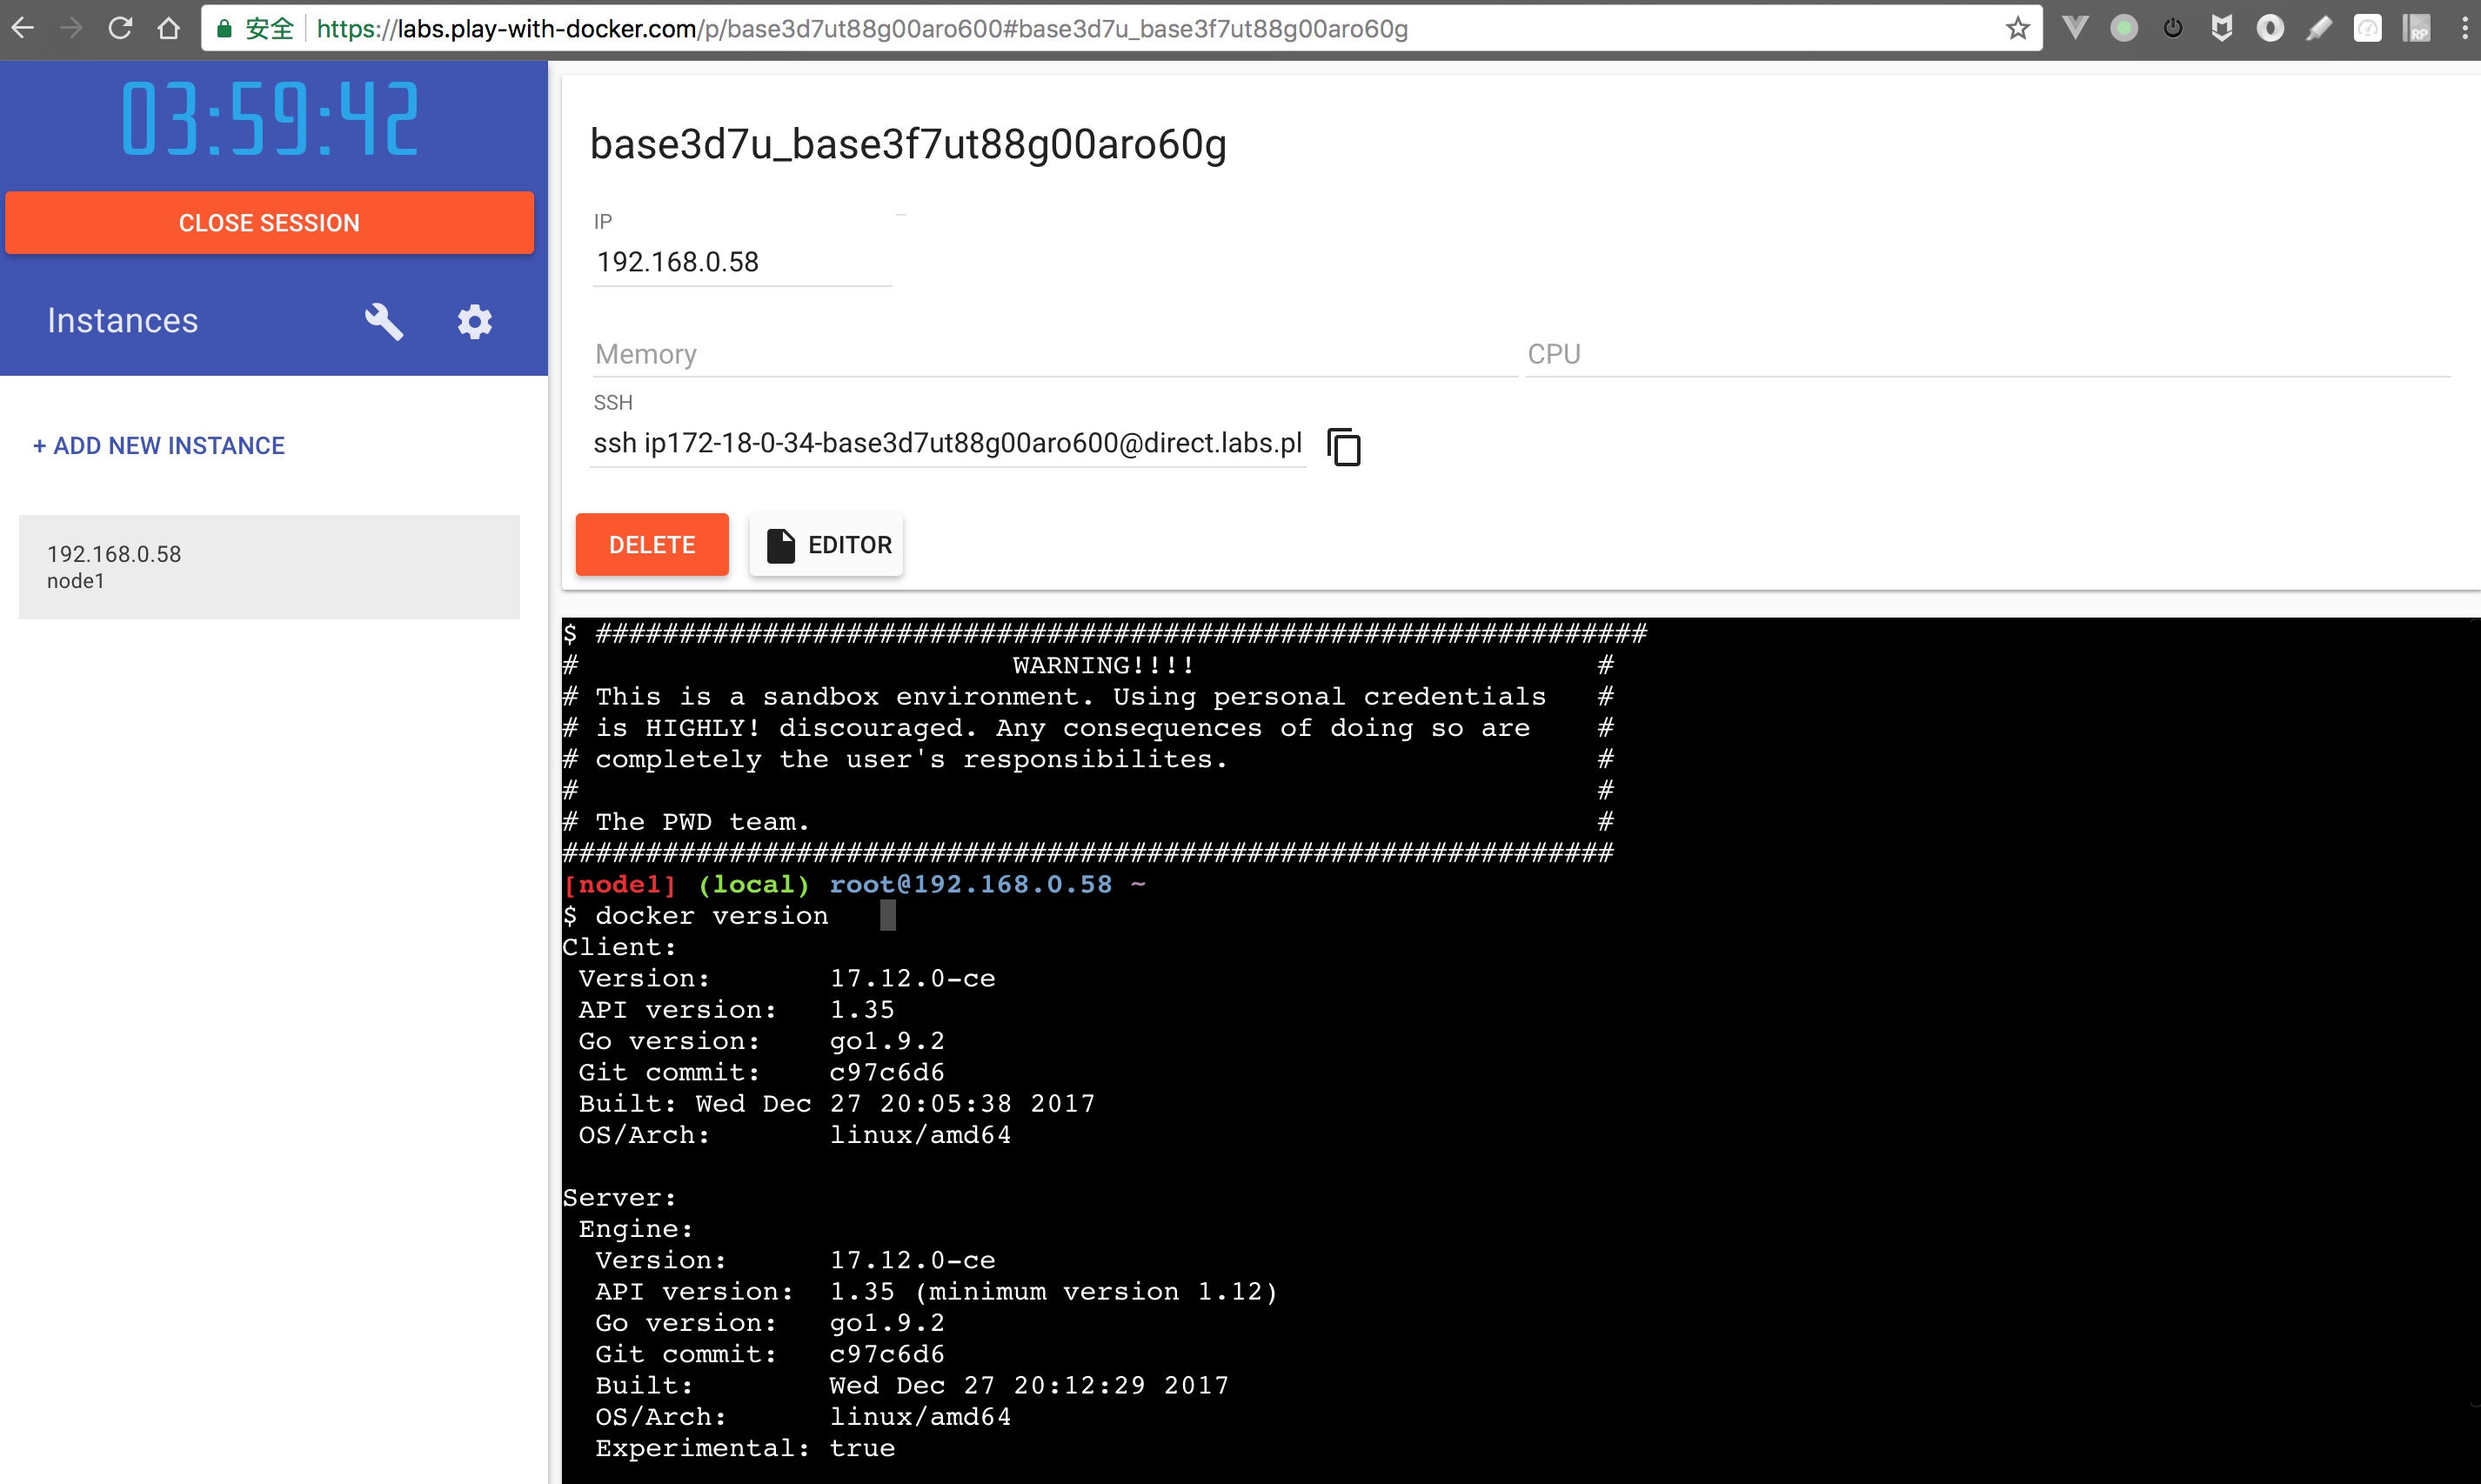 安全 https://labs.play-with-docker.com/p/base3d7ut88g00aro600#base3d7u_base3f7ut88g00aro60g
RP
03:59:42
CLOSE SESSION
Instances
+ ADD NEW INSTANCE
192.168.0.58
node1
base3d7u_base3f7ut88g00aro60g
IP
192.168.0.58
Memory
CPU
SSH
ssh ip172-18-0-34-base3d7ut88g00aro600@direct.labs.pl
DELETE
EDITOR
$ ###############################################################
#                          WARNING!!!!                        #
# This is a sandbox environment. Using personal credentials   #
# is HIGHLY! discouraged. Any consequences of doing so are    #
# completely the user's responsibilites.                      #
#                                                             #
# The PWD team.                                               #
###############################################################
[node1] (local) root@192.168.0.58 ~
$ docker version
Client:
 Version:       17.12.0-ce
 API version:   1.35
 Go version:    go1.9.2
 Git commit:    c97c6d6
 Built: Wed Dec 27 20:05:38 2017
 OS/Arch:       linux/amd64
Server:
 Engine:
  Version:      17.12.0-ce
  API version:  1.35 (minimum version 1.12)
  Go version:   go1.9.2
  Git commit:   c97c6d6
  Built:        Wed Dec 27 20:12:29 2017
  OS/Arch:      linux/amd64
  Experimental: true